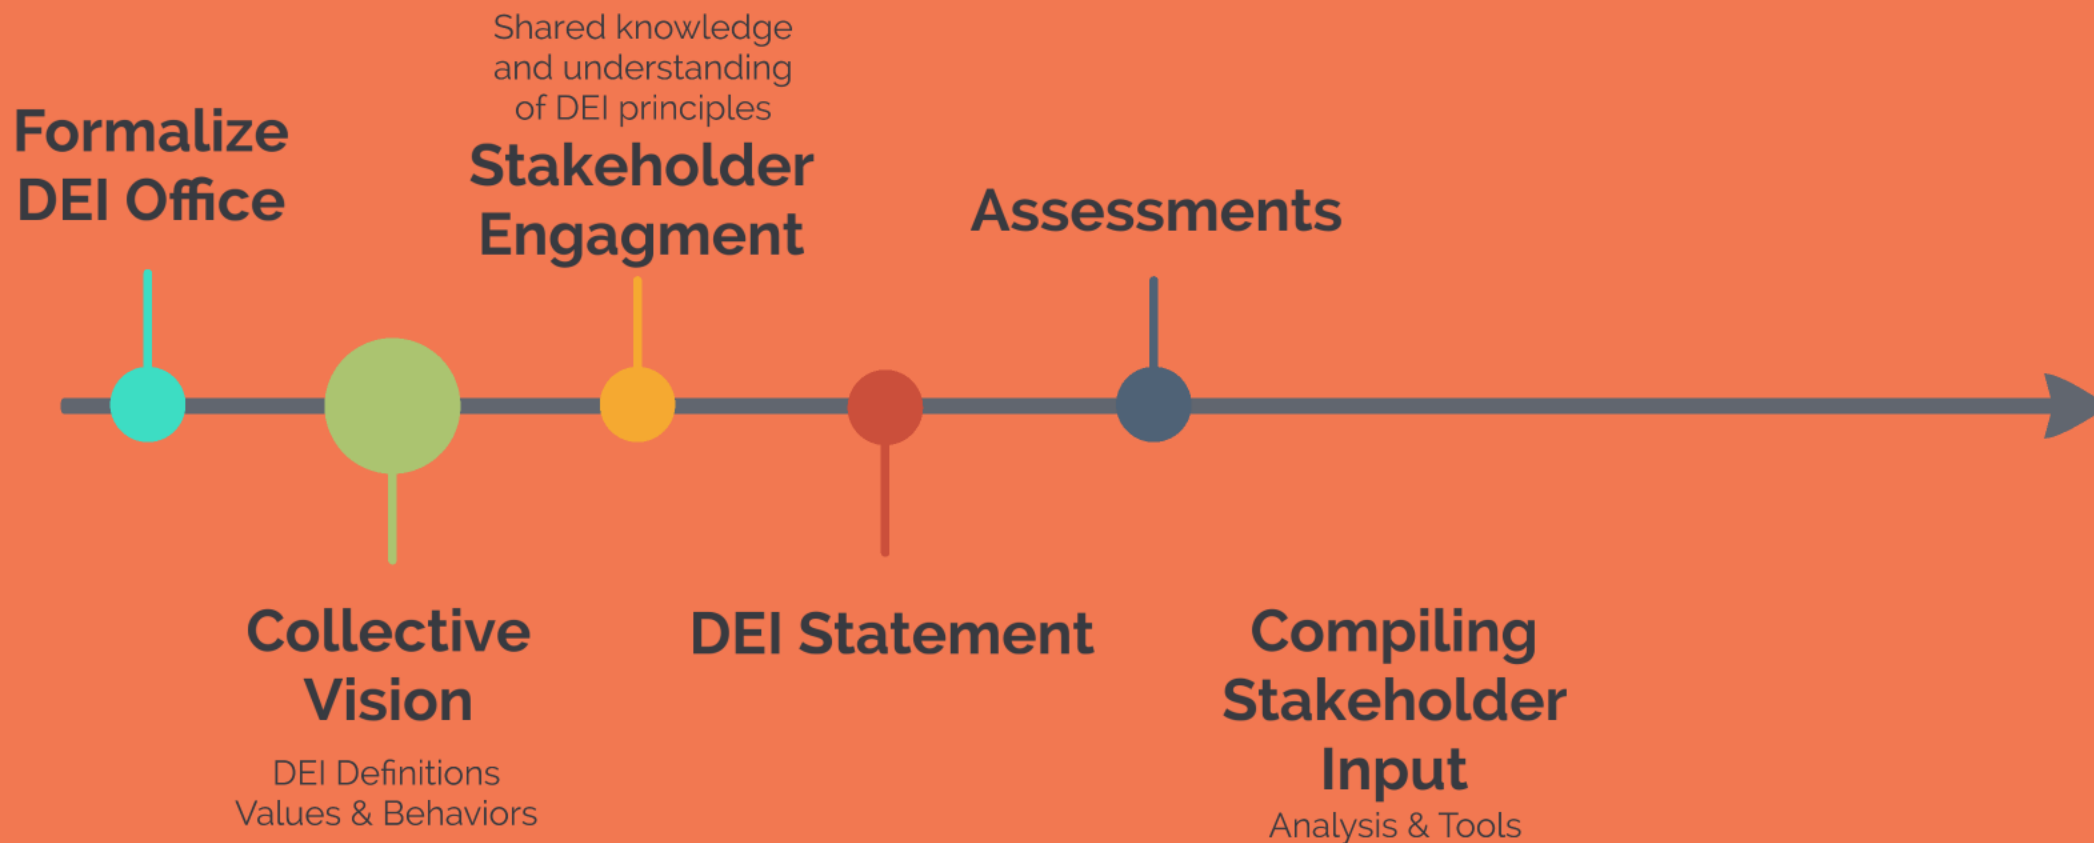 Formalize
DEI Office
Shared knowledge
and understanding
of DEI principles
Stakeholder
Engagment
Assessments
Collective
Vision
DEI Definitions
Values & Behaviors
DEI Statement
Compiling
Stakeholder
Input
Analysis & Tools